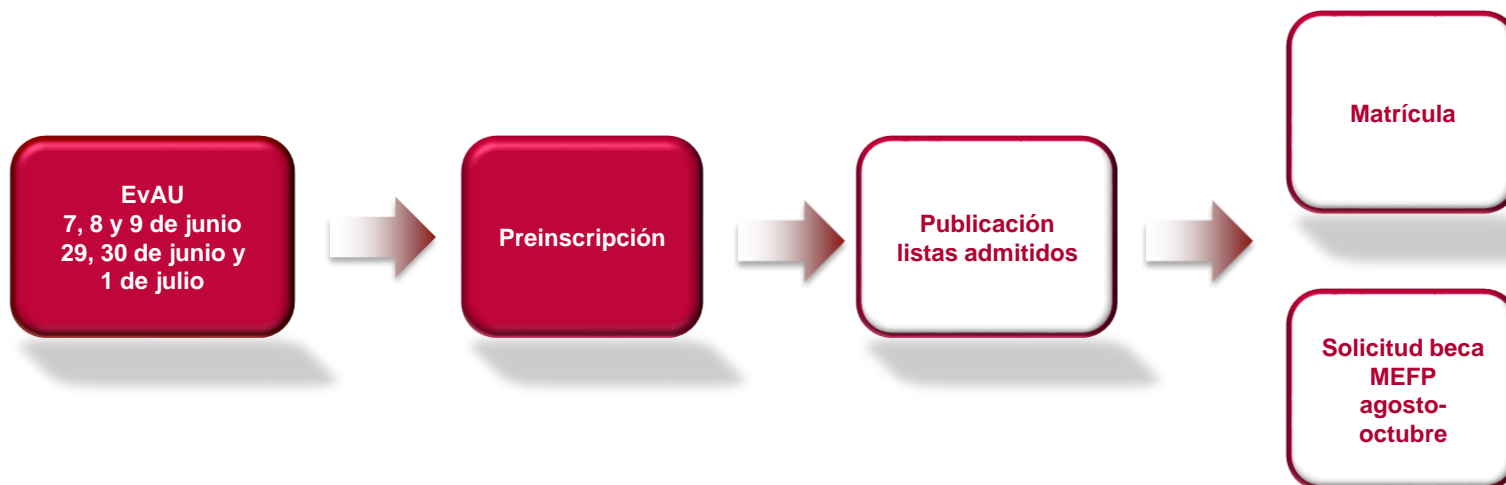 EvAU
7, 8 y 9 de junio
29, 30 de junio y
1 de julio
Preinscripción
Publicación
listas admitidos
Matrícula
Solicitud beca
MEFP
agosto-
octubre